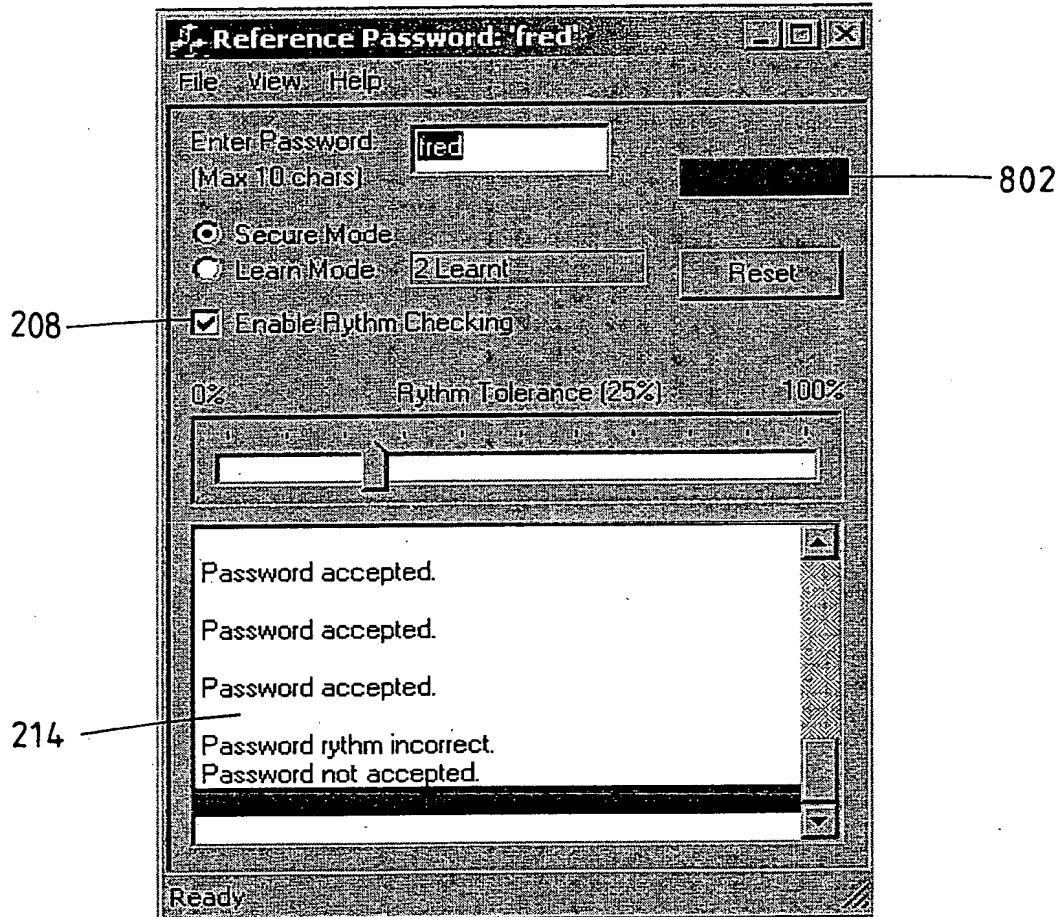 Reference Password: 'fred'
File View Help
Enter Password
(Max 10 chars)
fred
802
Secure Mode
Learn Mode
2 Learnt
Reset
208
Enable Rythm Checking
0%
Rythm Tolerance (25%)
100%
Password accepted.
Password accepted.
Password accepted.
214
Password rythm incorrect.
Password not accepted.
Ready